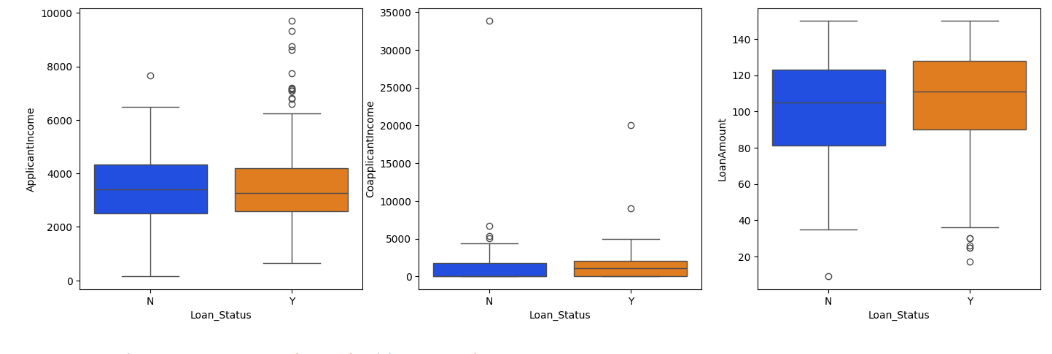 ApplicantIncome
10000
8000
6000
4000
2000
0
N
Y
Loan_Status
CoapplicantIncome
35000
30000
25000
20000
15000
10000
5000
0
N
Y
Loan_Status
LoanAmount
140
120
100
80
60
40
20
N
Y
Loan_Status